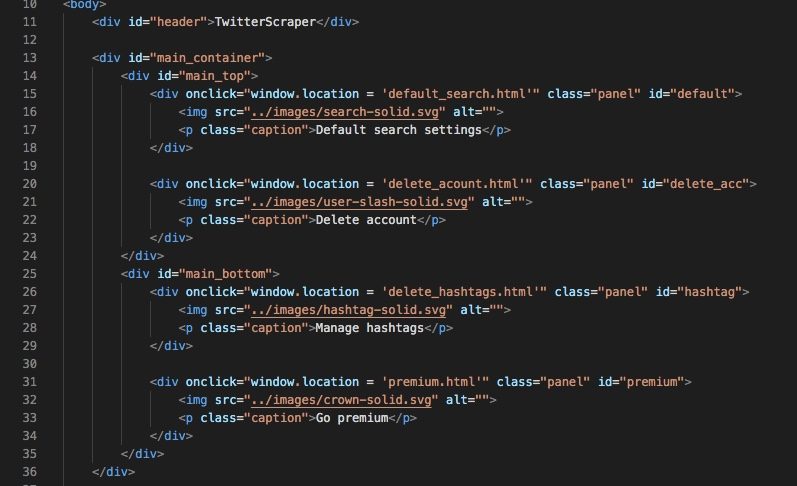 10 <body>
11 <div id="header">TwitterScraper</div>
12
13 <div id="main_container">
14 <div id="main_top">
15 <div onclick="window.location = 'default_search.html'" class="panel" id="default">
16 <img src="../images/search-solid.svg" alt="">
17 <p class="caption">Default search settings</p>
18 </div>
19
20 <div onclick="window.location = 'delete_acount.html'" class="panel" id="delete_acc">
21 <img src="../images/user-slash-solid.svg" alt="">
22 <p class="caption">Delete account</p>
23 </div>
24 </div>
25 <div id="main_bottom">
26 <div onclick="window.location = 'delete_hashtags.html'" class="panel" id="hashtag">
27 <img src="../images/hashtag-solid.svg" alt="">
28 <p class="caption">Manage hashtags</p>
29 </div>
30
31 <div onclick="window.location = 'premium.html'" class="panel" id="premium">
32 <img src="../images/crown-solid.svg" alt="">
33 <p class="caption">Go premium</p>
34 </div>
35 </div>
36 </div>